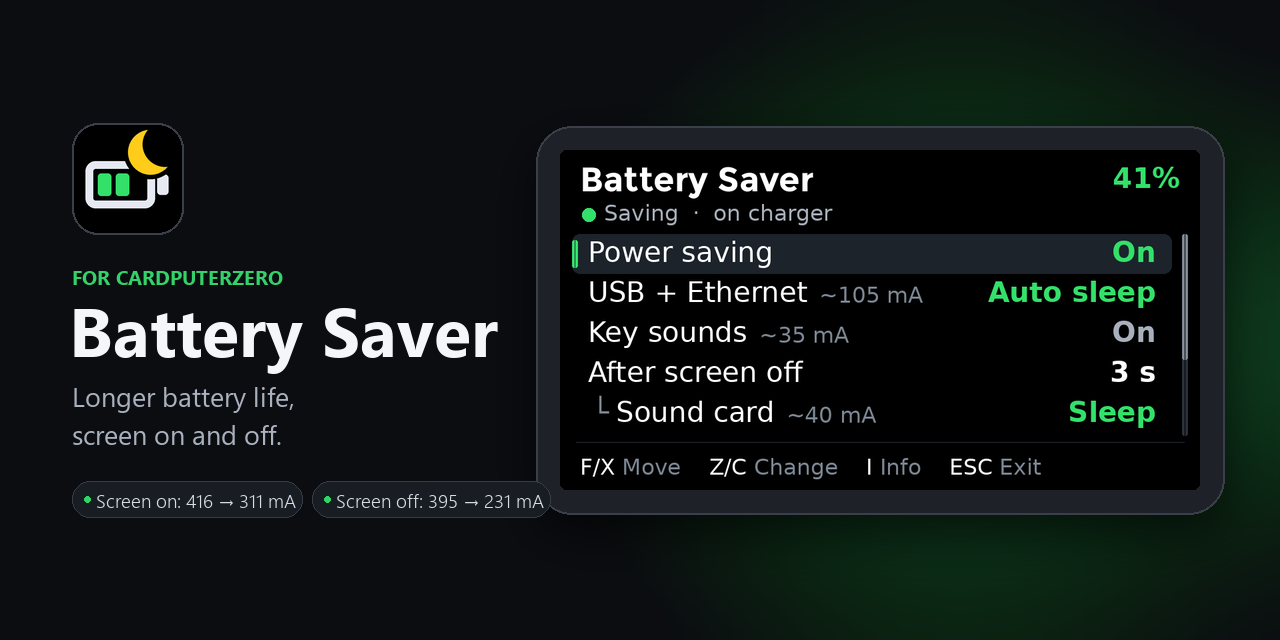 FOR CARDPUTERZERO
Battery Saver
Longer battery life,
screen on and off.
Screen on: 416 → 311 mA
Screen off: 395 → 231 mA
Battery Saver 41%
Saving · on charger
Power saving On
USB + Ethernet ~105 mA Auto sleep
Key sounds ~35 mA On
After screen off 3 s
└ Sound card ~40 mA Sleep
F/X Move Z/C Change I Info ESC Exit